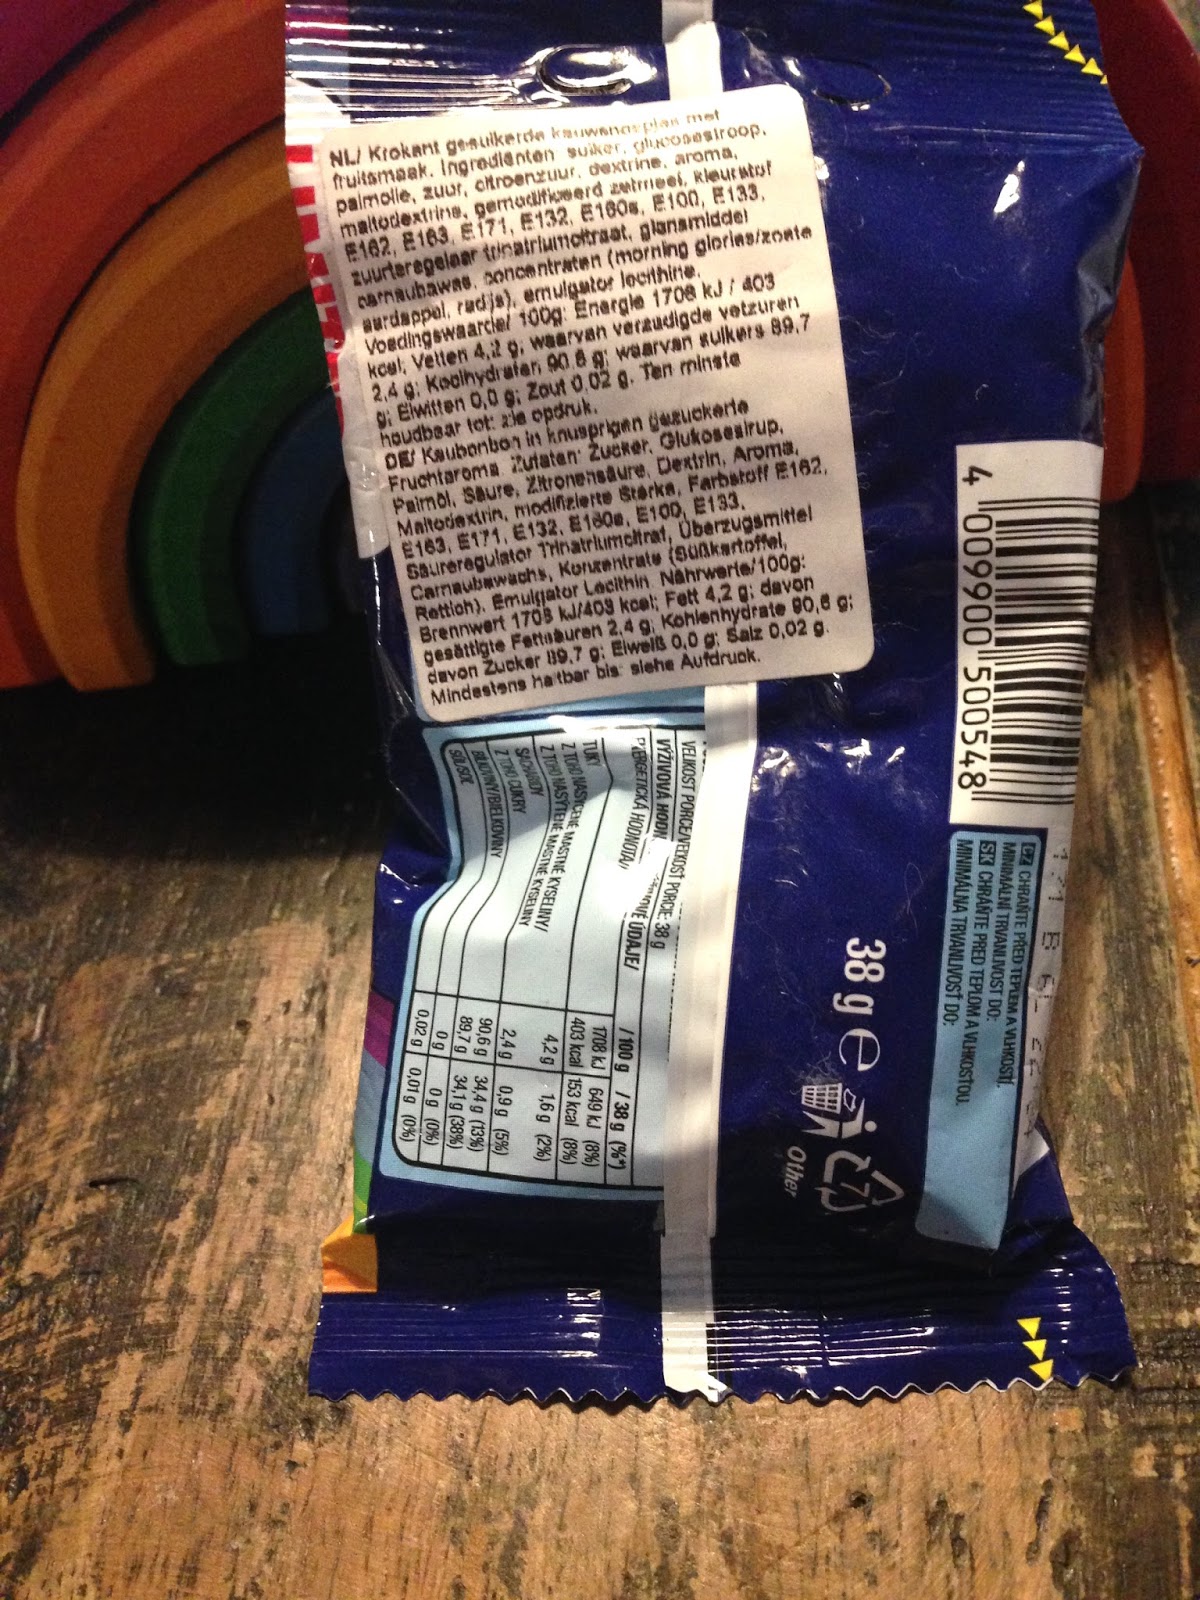 NL/ Krokant gesuikerde kauwsnoepjes met
fruitsmaak. Ingrediënten suiker, glucosesiroop,
palmolie, zuur, citroenzuur, dextrine, aroma,
maltodextrine, gemodificeerd zetmeel, kleurstof
E162, E163, E171, E132, E160e, E100, E133,
zuurteregelaar trinatriumcitraat, glansmiddel
carnaubawas, concentraten (morning glories/zoete
aardappel, radijs), emulgator lecithine.
Voedingswaarde/ 100g: Energie 1708 kJ / 403
kcal; Vetten 4,2 g; waarvan verzadigde vetzuren
2,4 g; Koolhydraten 90,6 g; waarvan suikers 89,7
g; Eiwitten 0,0 g; Zout 0,02 g. Ten minste
houdbaar tot: zie opdruk.
DE/ Kaubonbon in knusprigen gezuckerte
Fruchtaroma Zutaten: Zucker, Glukosesirup,
Palmöl, Säure, Zitronensäure, Dextrin, Aroma,
Maltodextrin, modifizierte Stärke, Farbstoff E162,
E163, E171, E132, E160e, E100, E133,
Säureregulator Trinatriumcitrat, Überzugsmittel
Carnaubawachs, Konzentrate (Süßkartoffel,
Rettich), Emulgator Lecithin Nährwerte/100g:
Brennwert 1708 kJ/403 kcal; Fett 4,2 g; davon
gesättigte Fettsäuren 2,4 g; Kohlenhydrate 90,6 g;
davon Zucker 89,7 g; Eiweiß 0,0 g; Salz 0,02 g.
Mindestens haltbar bis: siehe Aufdruck.
VELIKOST PORCE/VEĽKOSŤ PORCIE: 38 g
VÝŽIVOVÁ ÚDAJE/ / 100 g / 38 g (%*)
ENERGETICKÁ HODNOTA/ 1708 kJ 649 kJ (8%)
403 kcal 153 kcal (8%)
TUKY 4,2 g 1,6 g (2%)
Z TOHO NASYCENÉ MASTNÉ KYSELINY/
Z TOHO NASÝTENÉ MASTNÉ KYSELINY 2,4 g 0,9 g (5%)
SACHARIDY 90,6 g 34,4 g (13%)
Z TOHO CUKRY 89,7 g 34,1 g (38%)
BÍLKOVINY/BIELKOVINY 0 g 0 g (0%)
SŮL/SOĽ 0,02 g 0,01 g (0%)
4 009900 500548
38 g e
7
Other
CZ CHRAŇTE PŘED TEPLEM A VLHKOSTÍ.
MINIMÁLNÍ TRVANLIVOST DO:
SK CHRÁŇTE PRED TEPLOM A VLHKOSŤOU.
MINIMÁLNA TRVANLIVOSŤ DO: